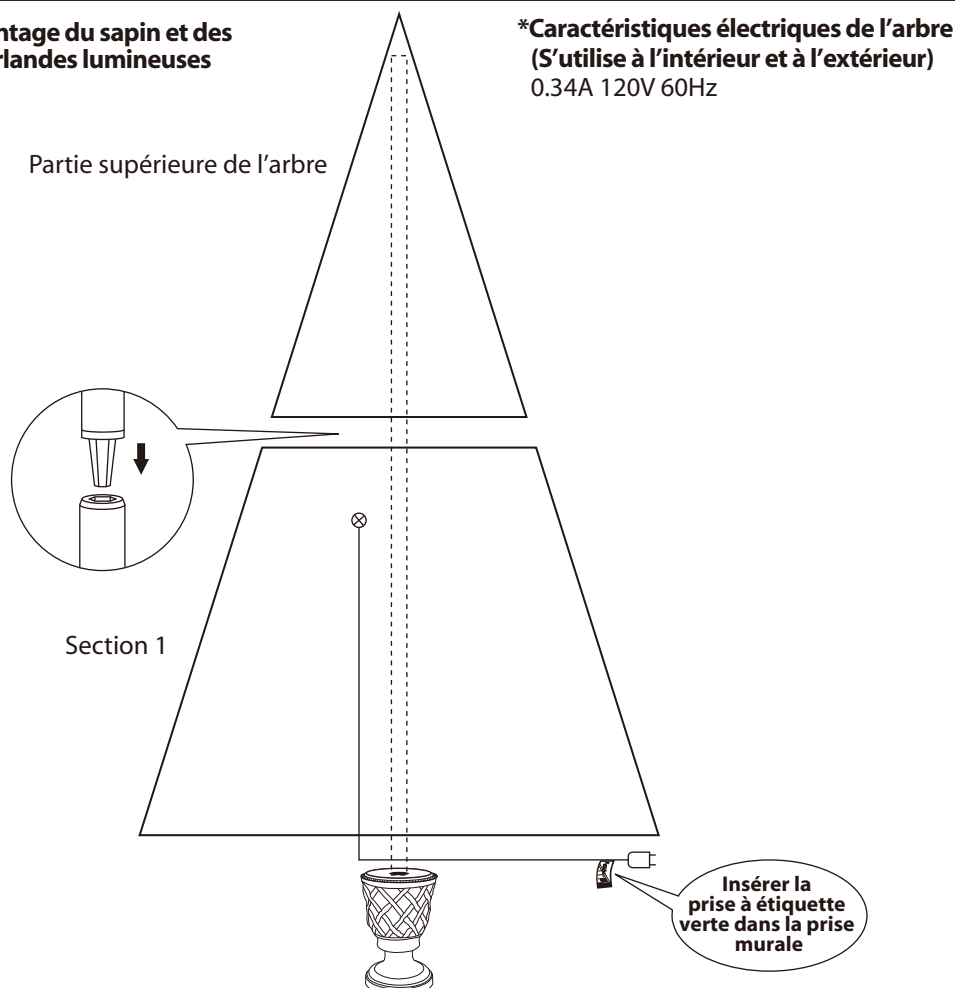 ntage du sapin et des
rlandes lumineuses
*Caractéristiques électriques de l'arbre
(S'utilise à l'intérieur et à l'extérieur)
0.34A 120V 60Hz
Partie supérieure de l'arbre
Section 1
Insérer la
prise à étiquette
verte dans la prise
murale